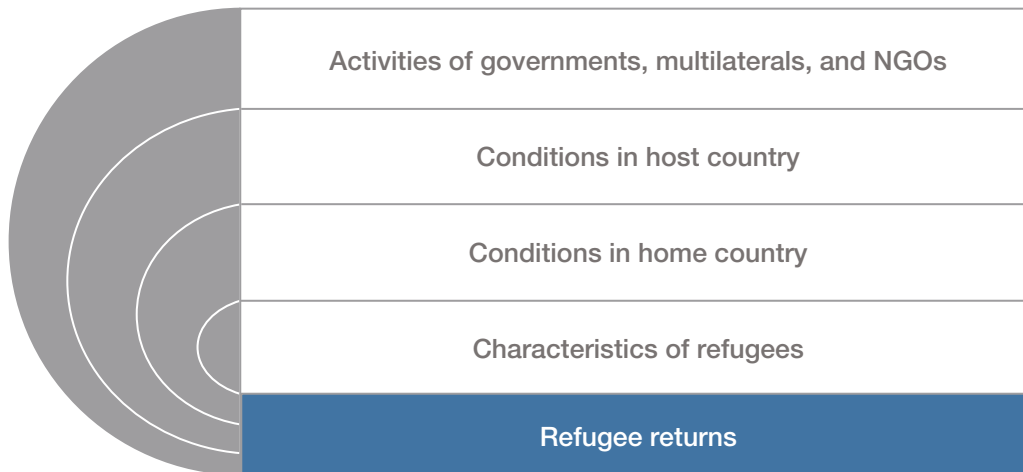 Activities of governments, multilaterals, and NGOs
Conditions in host country
Conditions in home country
Characteristics of refugees
Refugee returns